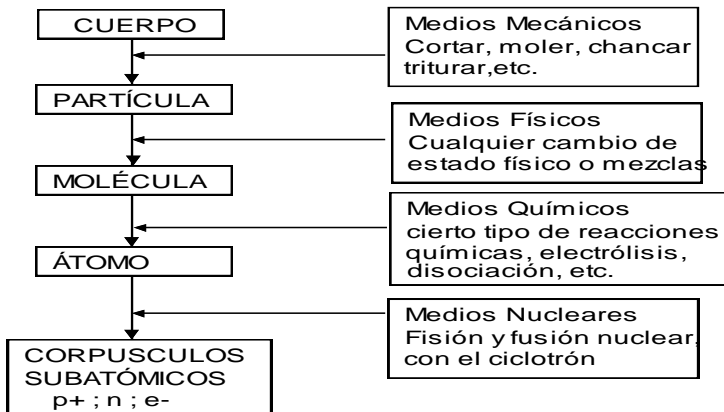 CUERPO
Medios Mecánicos
Cortar, moler, chancar
triturar,etc.
PARTÍCULA
Medios Físicos
Cualquier cambio de
estado físico o mezclas
MOLÉCULA
Medios Químicos
cierto tipo de reacciones
químicas, electrólisis,
disociación, etc.
ÁTOMO
Medios Nucleares
Fisión y fusión nuclear,
con el ciclotrón
CORPUSCULOS
SUBATÓMICOS
p+ ; n ; e-